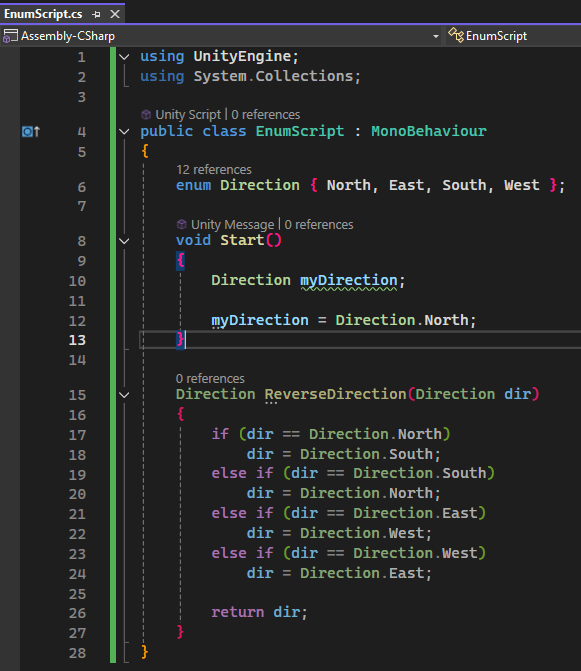 EnumScript.cs
Assembly-CSharp EnumScript
1 using UnityEngine;
2 using System.Collections;
3
Unity Script | 0 references
4 public class EnumScript : MonoBehaviour
5 {
12 references
6 enum Direction { North, East, South, West };
7
Unity Message | 0 references
8 void Start()
9 {
10 Direction myDirection;
11
12 myDirection = Direction.North;
13 }
14
0 references
15 Direction ReverseDirection(Direction dir)
16 {
17 if (dir == Direction.North)
18 dir = Direction.South;
19 else if (dir == Direction.South)
20 dir = Direction.North;
21 else if (dir == Direction.East)
22 dir = Direction.West;
23 else if (dir == Direction.West)
24 dir = Direction.East;
25
26 return dir;
27 }
28 }